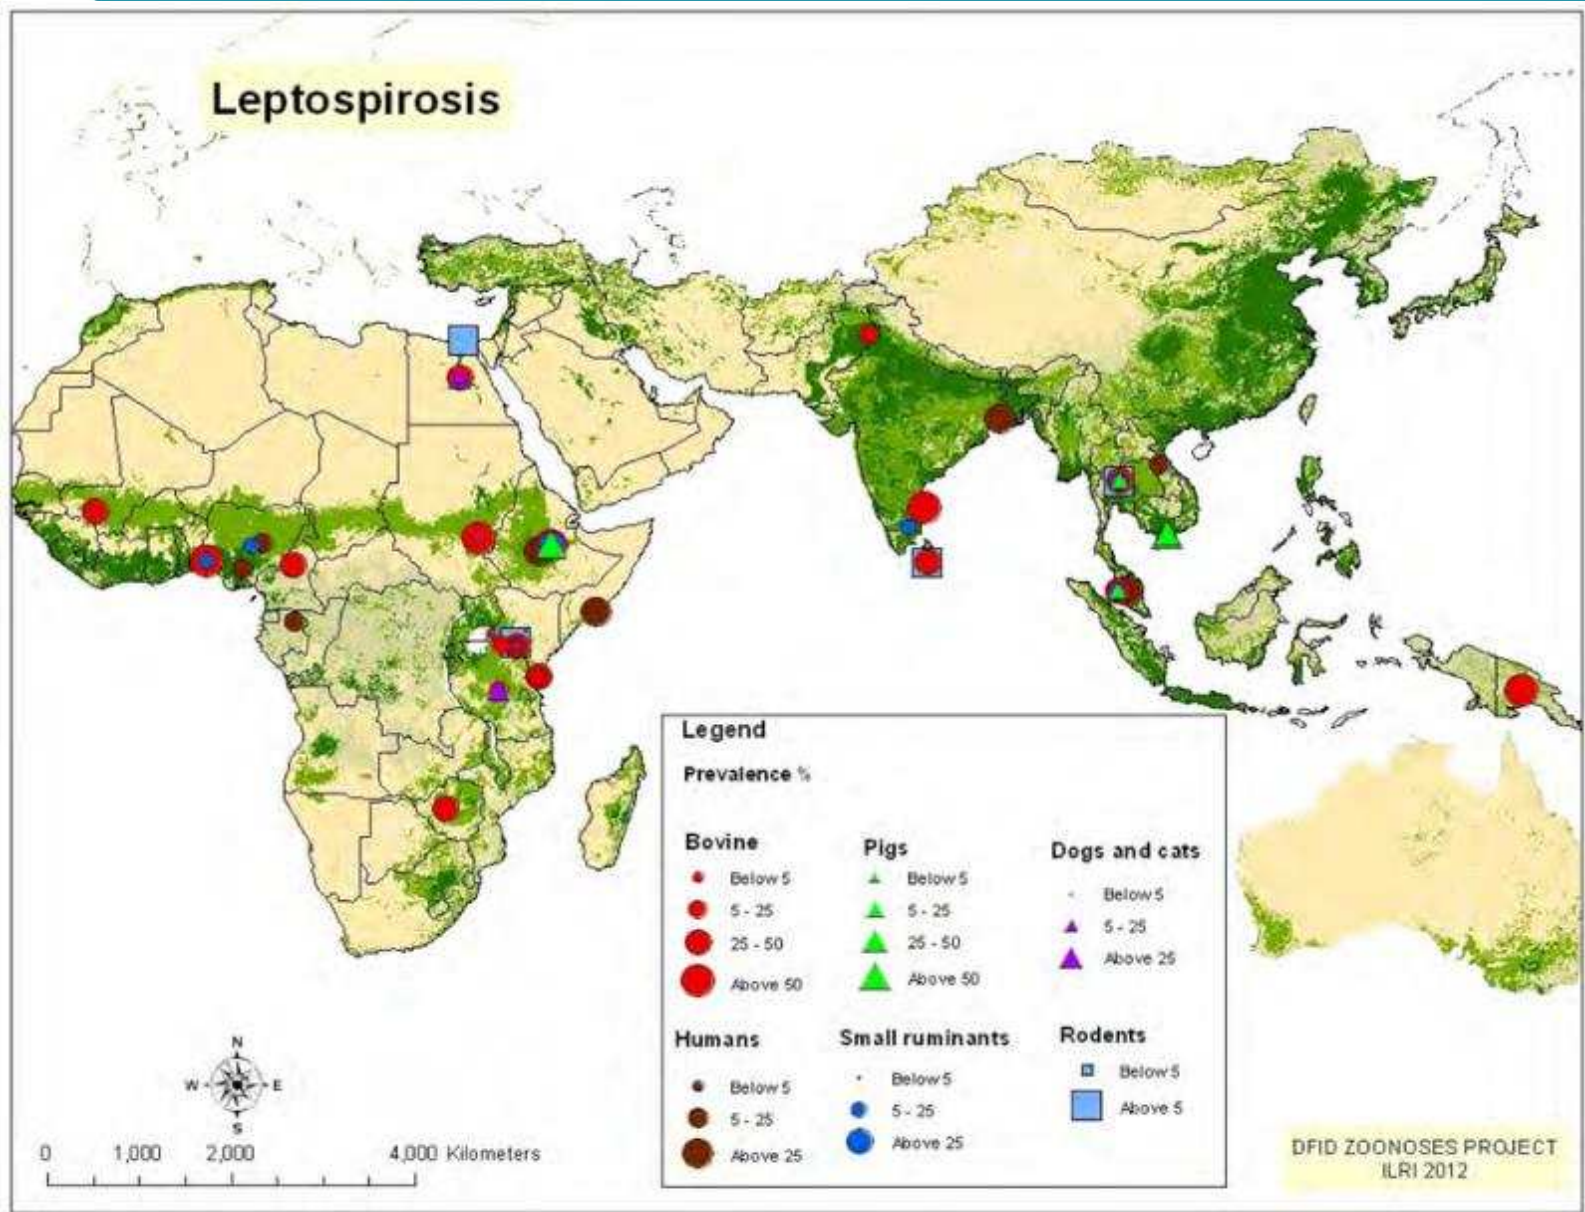 Leptospirosis
Legend
Prevalence %
Bovine
Below 5
5 - 25
25 - 50
Above 50
Pigs
Below 5
5 - 25
25 - 50
Above 50
Dogs and cats
Below 5
5 - 25
Above 25
Humans
Below 5
5 - 25
Above 25
Small ruminants
Below 5
5 - 25
Above 25
Rodents
Below 5
Above 5
N
W E
S
0 1,000 2,000 4,000 Kilometers
DFID ZOONOSES PROJECT
ILRI 2012